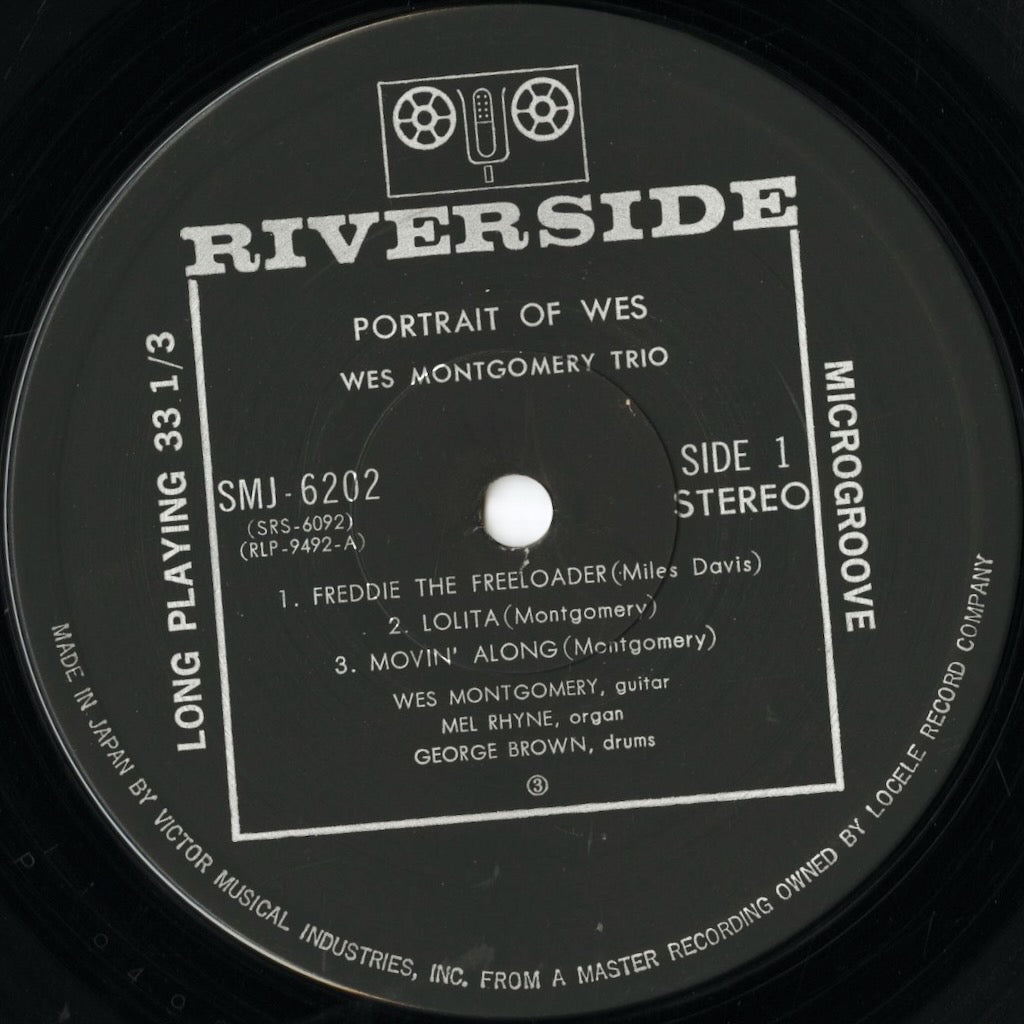 RIVERSIDE
PORTRAIT OF WES
WES MONTGOMERY TRIO
LONG PLAYING 33 1/3
MICROGROOVE
SMJ-6202
(SRS-6092)
(RLP-9492-A)
SIDE 1
STEREO
1. FREDDIE THE FREELOADER (Miles Davis)
2. LOLITA (Montgomery)
3. MOVIN' ALONG (Montgomery)
WES MONTGOMERY, guitar
MEL RHYNE, organ
GEORGE BROWN, drums
③
MADE IN JAPAN BY VICTOR MUSICAL INDUSTRIES, INC. FROM A MASTER RECORDING OWNED BY LOCELE RECORD COMPANY